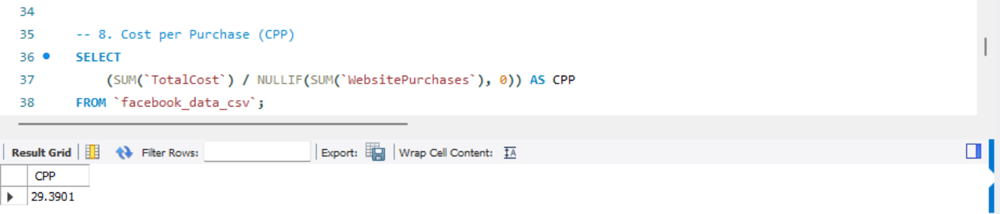 34
35 -- 8. Cost per Purchase (CPP)
36 SELECT
37 (SUM(`TotalCost`) / NULLIF(SUM(`WebsitePurchases`), 0)) AS CPP
38 FROM `facebook_data_csv`;
Result Grid Filter Rows: Export: Wrap Cell Content: IA
CPP
29.3901